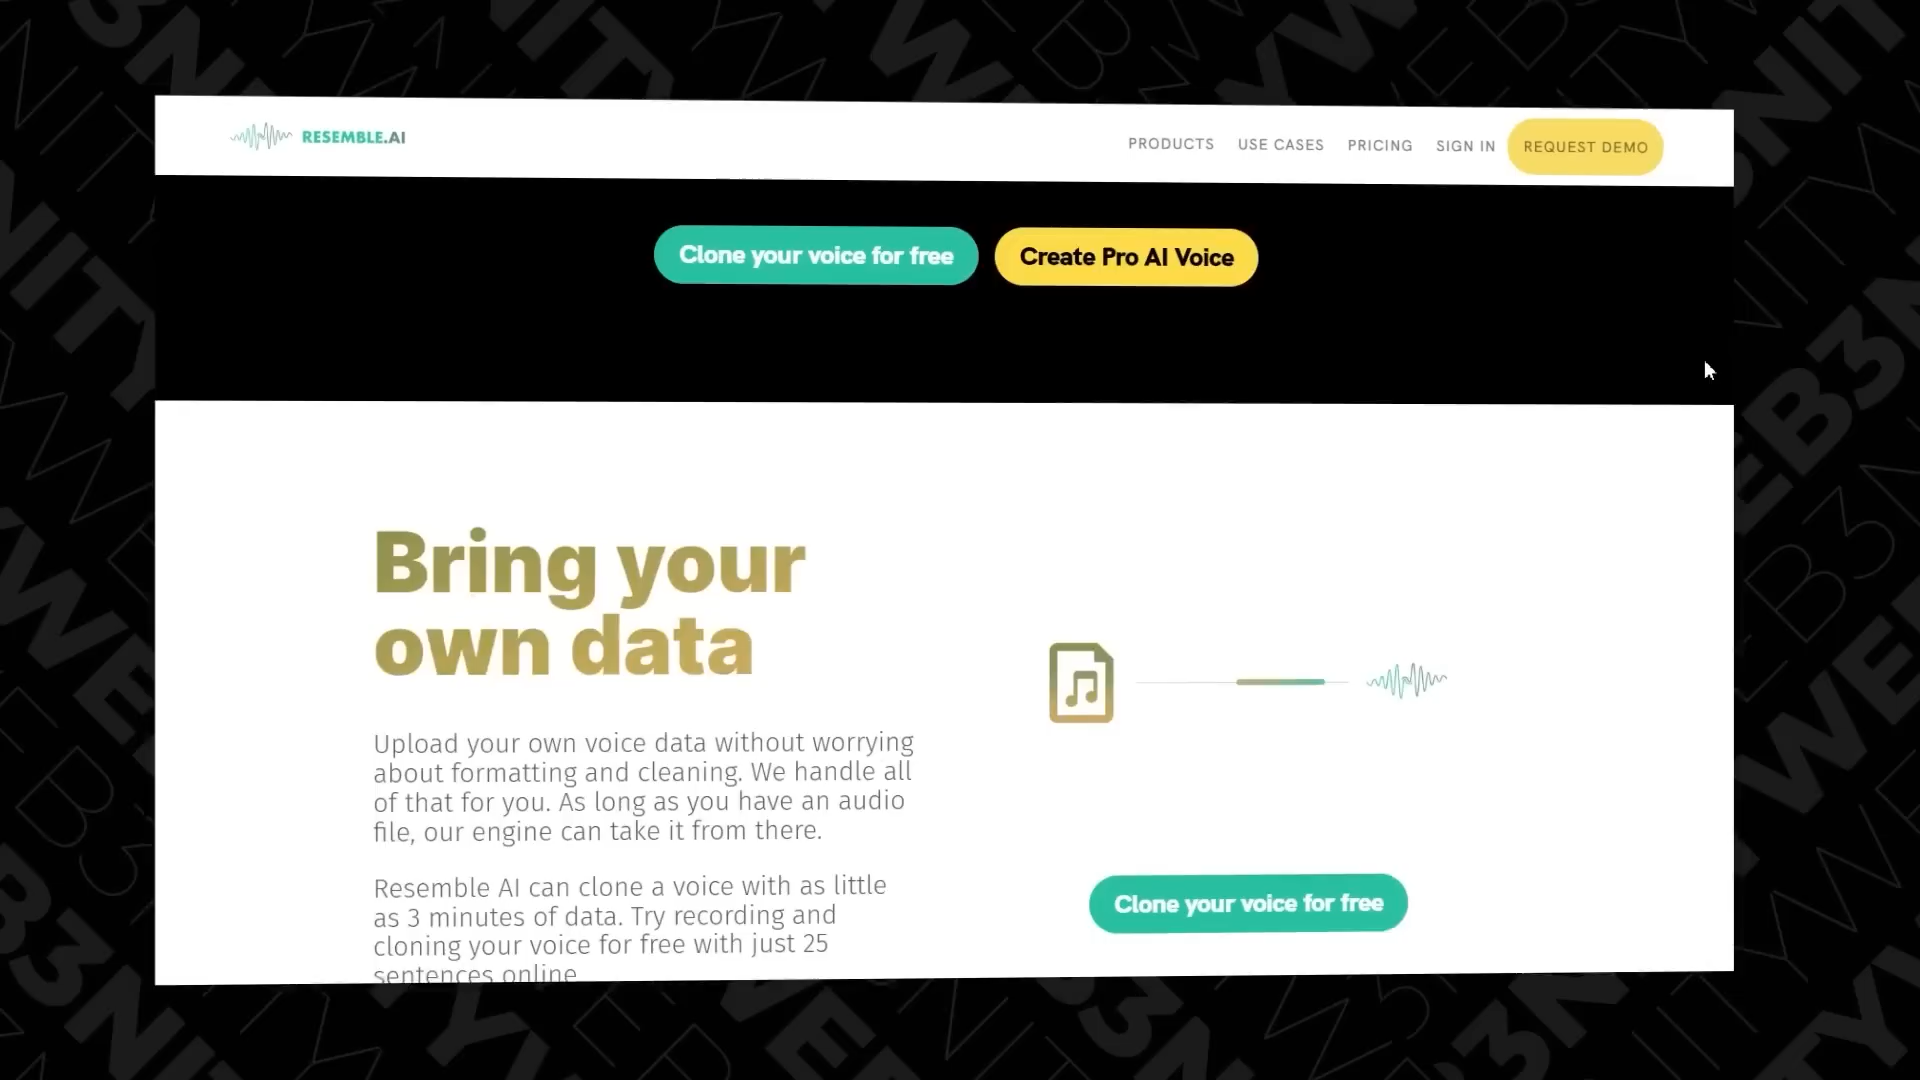 RESEMBLE.AI
PRODUCTS USE CASES PRICING SIGN IN REQUEST DEMO
Clone your voice for free Create Pro AI Voice
Bring your
own data
Upload your own voice data without worrying
about formatting and cleaning. We handle all
of that for you. As long as you have an audio
file, our engine can take it from there.
Resemble AI can clone a voice with as little
as 3 minutes of data. Try recording and
cloning your voice for free with just 25
sentences online
Clone your voice for free